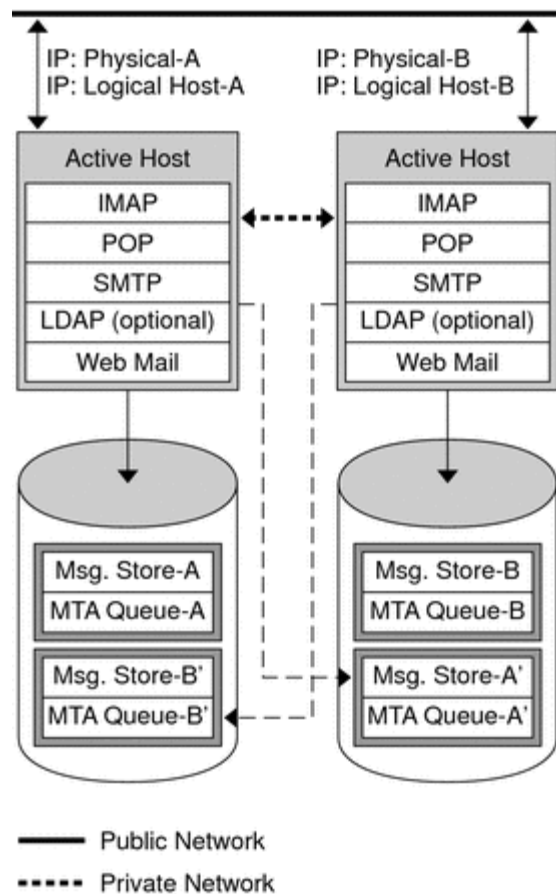 IP: Physical-A
IP: Logical Host-A
IP: Physical-B
IP: Logical Host-B
Active Host
IMAP
POP
SMTP
LDAP (optional)
Web Mail
Active Host
IMAP
POP
SMTP
LDAP (optional)
Web Mail
Msg. Store-A
MTA Queue-A
Msg. Store-B'
MTA Queue-B'
Msg. Store-B
MTA Queue-B
Msg. Store-A'
MTA Queue-A'
Public Network
Private Network